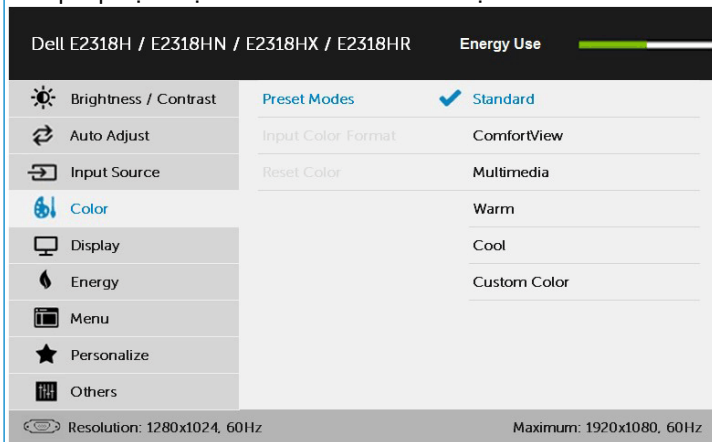 Dell E2318H / E2318HN / E2318HX / E2318HR Energy Use
Brightness / Contrast Preset Modes Standard
Auto Adjust Input Color Format ComfortView
Input Source Reset Color Multimedia
Color Warm
Display Cool
Energy Custom Color
Menu
Personalize
Others
Resolution: 1280x1024, 60Hz Maximum: 1920x1080, 60Hz